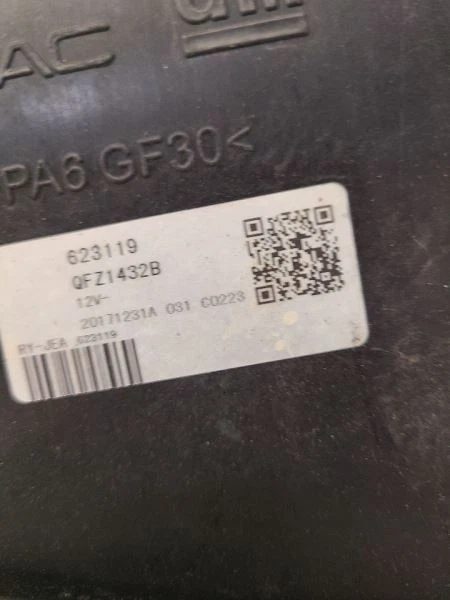 AC
PA6 GF30<
623119
QFZ1432B
12V-
20171231A 031 C0223
RY-JEA 623119